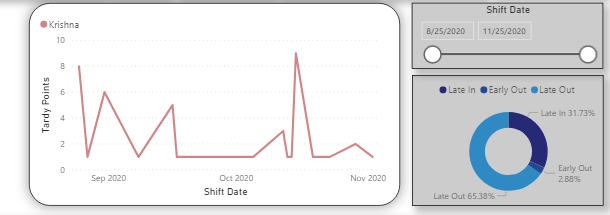 Krishna
10
8
6
4
2
0
Tardy Points
Sep 2020 Oct 2020 Nov 2020
Shift Date
Shift Date
8/25/2020 11/25/2020
Late In Early Out Late Out
Late In 31.73%
Early Out
2.88%
Late Out 65.38%